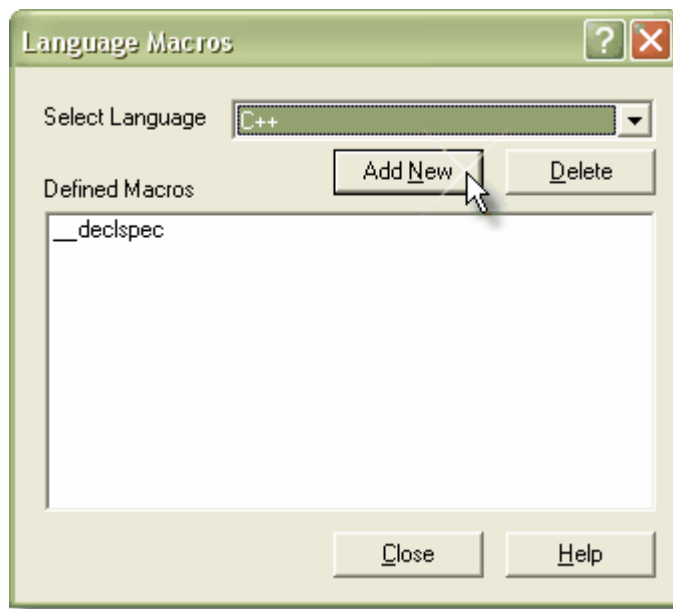 Language Macros
Select Language C++
Add New Delete
Defined Macros
__declspec
Close Help